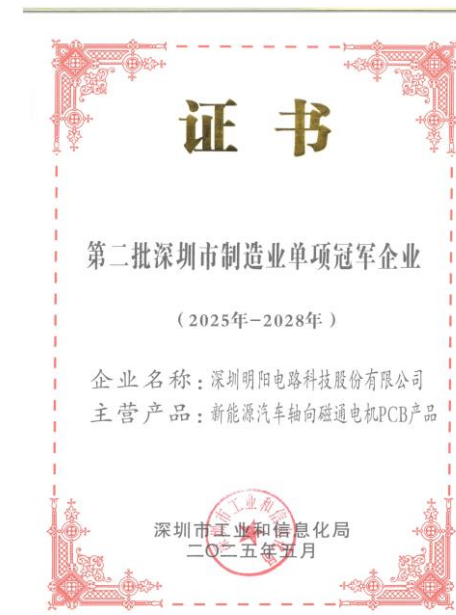 证 书
第二批深圳市制造业单项冠军企业
（2025年-2028年）
企业名称：深圳明阳电路科技股份有限公司
主营产品：新能源汽车轴向磁通电机PCB产品
深圳市工业和信息化局
二〇二五年五月